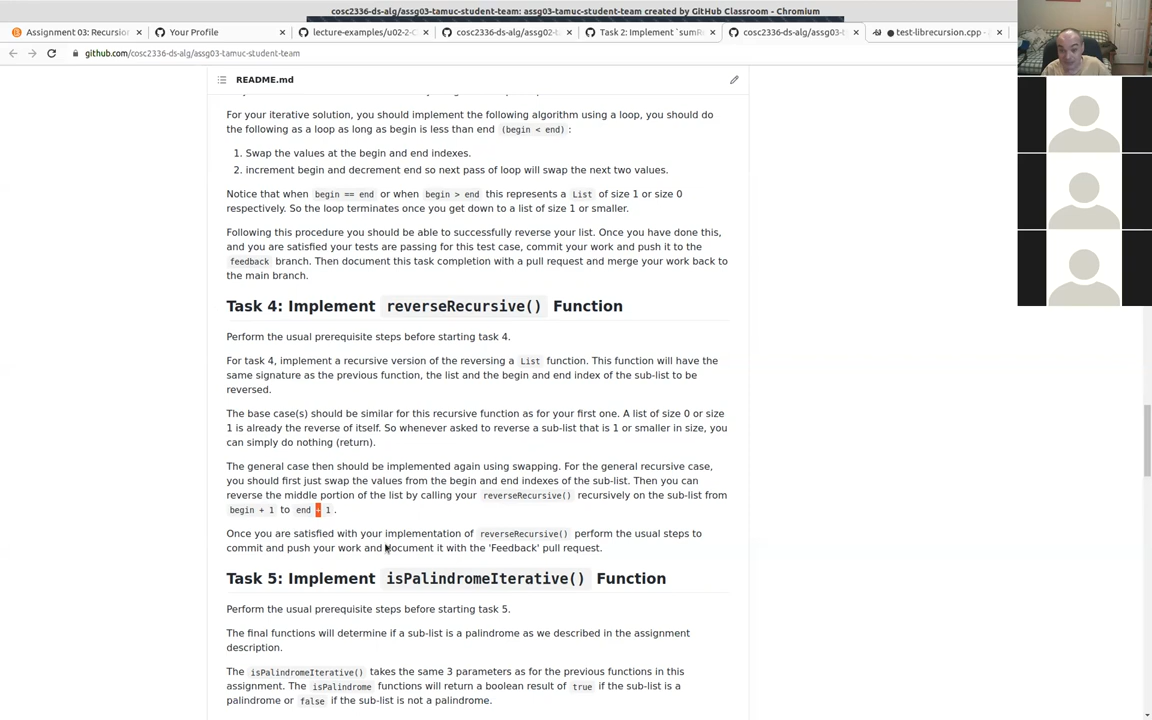 cosc2336-ds-alg/assg03-tamuc-student-team: assg03-tamuc-student-team created by GitHub Classroom - Chromium
Assignment 03: Recursion
Your Profile
lecture-examples/u02-2-C
cosc2336-ds-alg/assg02-t
Task 2: Implement `sumR
cosc2336-ds-alg/assg03-t
test-librecursion.cpp -
github.com/cosc2336-ds-alg/assg03-tamuc-student-team
README.md
For your iterative solution, you should implement the following algorithm using a loop, you should do
the following as a loop as long as begin is less than end (begin < end) :
1. Swap the values at the begin and end indexes.
2. increment begin and decrement end so next pass of loop will swap the next two values.
Notice that when begin == end or when begin > end this represents a List of size 1 or size 0
respectively. So the loop terminates once you get down to a list of size 1 or smaller.
Following this procedure you should be able to successfully reverse your list. Once you have done this,
and you are satisfied your tests are passing for this test case, commit your work and push it to the
feedback branch. Then document this task completion with a pull request and merge your work back to
the main branch.
Task 4: Implement reverseRecursive() Function
Perform the usual prerequisite steps before starting task 4.
For task 4, implement a recursive version of the reversing a List function. This function will have the
same signature as the previous function, the list and the begin and end index of the sub-list to be
reversed.
The base case(s) should be similar for this recursive function as for your first one. A list of size 0 or size
1 is already the reverse of itself. So whenever asked to reverse a sub-list that is 1 or smaller in size, you
can simply do nothing (return).
The general case then should be implemented again using swapping. For the general recursive case,
you should first just swap the values from the begin and end indexes of the sub-list. Then you can
reverse the middle portion of the list by calling your reverseRecursive() recursively on the sub-list from
begin + 1 to end 1 .
Once you are satisfied with your implementation of reverseRecursive() perform the usual steps to
commit and push your work and document it with the 'Feedback' pull request.
Task 5: Implement isPalindromeIterative() Function
Perform the usual prerequisite steps before starting task 5.
The final functions will determine if a sub-list is a palindrome as we described in the assignment
description.
The isPalindromeIterative() takes the same 3 parameters as for the previous functions in this
assignment. The isPalindrome functions will return a boolean result of true if the sub-list is a
palindrome or false if the sub-list is not a palindrome.